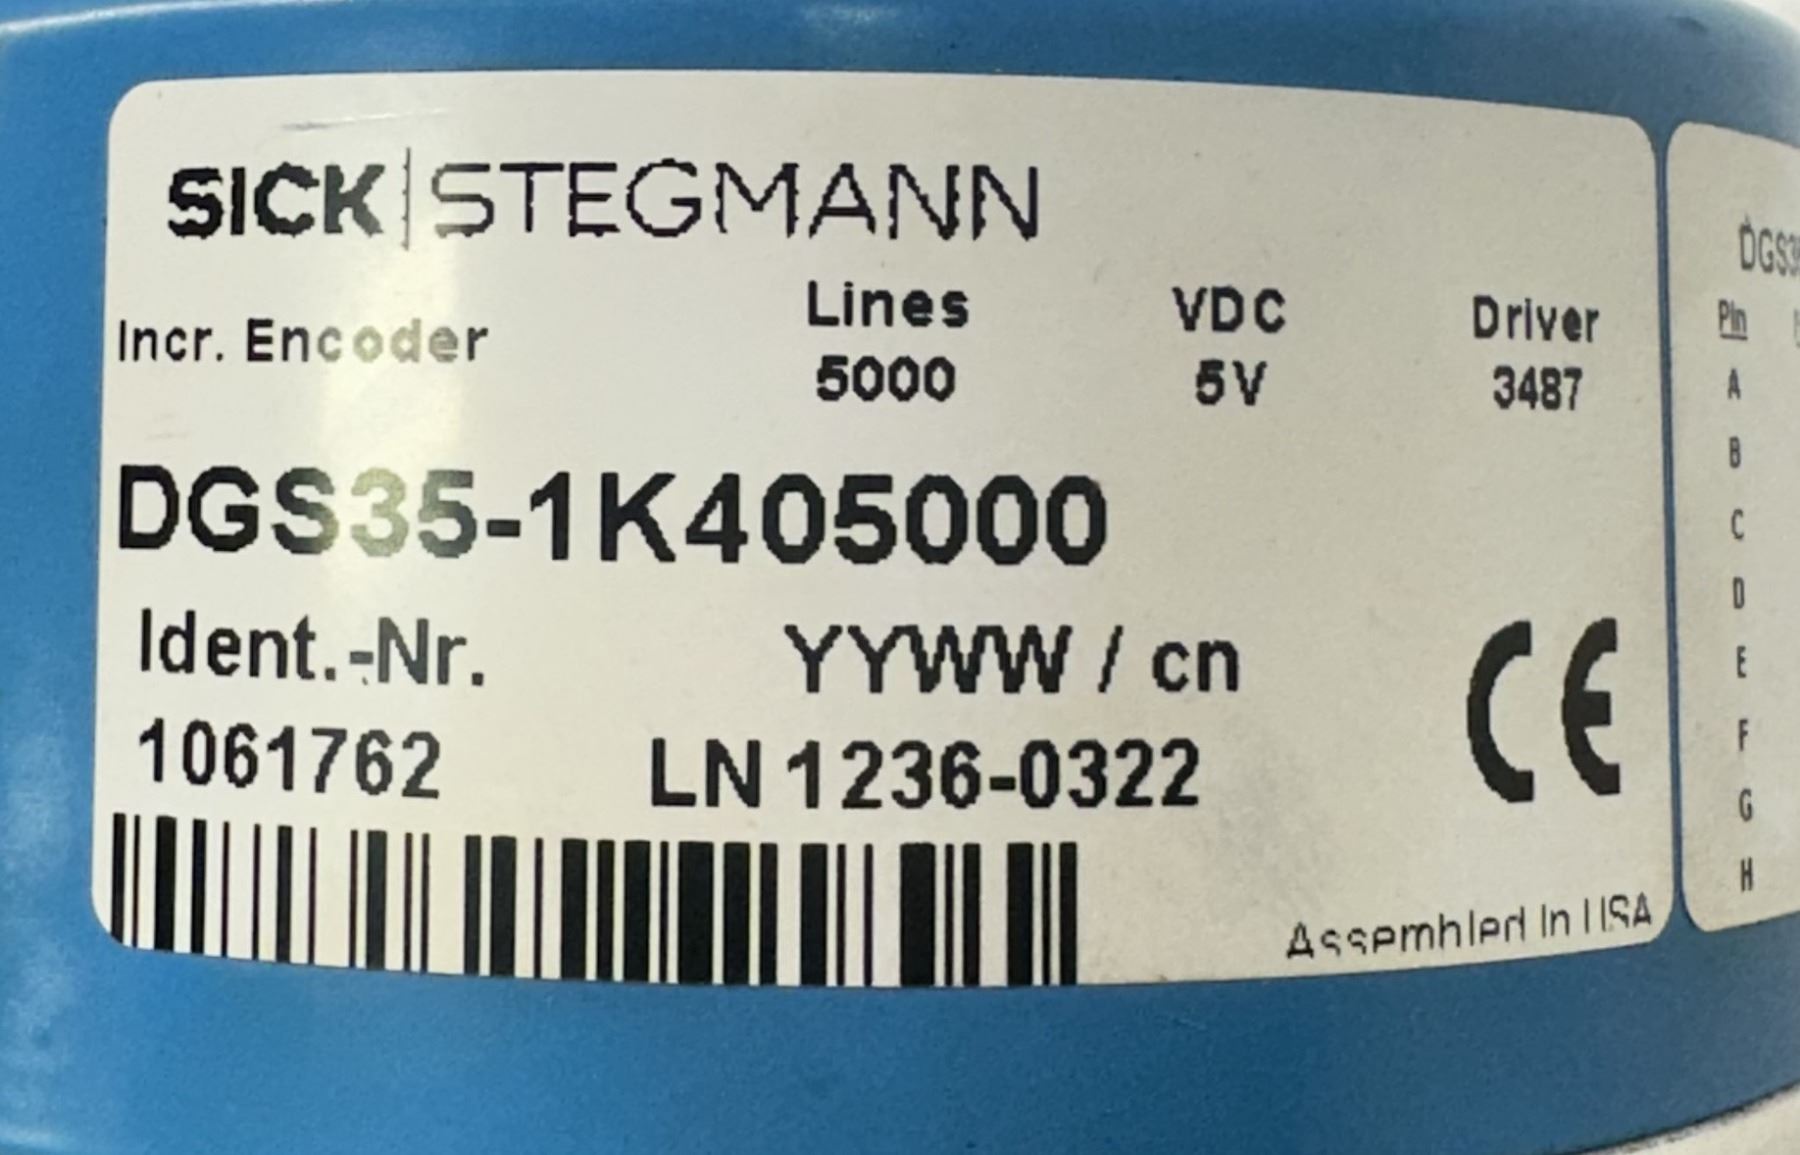 SICK|STEGMANN
Incr. Encoder
Lines VDC Driver
5000 5V 3487
DGS35-1K405000
Ident.-Nr. YYWW / cn
1061762 LN 1236-0322
CE
Assembled In USA
Pin
A
B
C
D
E
F
G
H